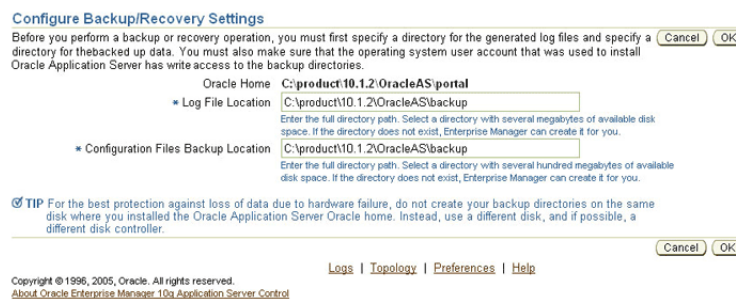 Configure Backup/Recovery Settings
Before you perform a backup or recovery operation, you must first specify a directory for the generated log files and specify a
directory for thebacked up data. You must also make sure that the operating system user account that was used to install
Oracle Application Server has write access to the backup directories.
Cancel OK
Oracle Home C:\product\10.1.2\OracleAS\portal
* Log File Location C:\product\10.1.2\OracleAS\backup
Enter the full directory path. Select a directory with several megabytes of available disk
space. If the directory does not exist, Enterprise Manager can create it for you.
* Configuration Files Backup Location C:\product\10.1.2\OracleAS\backup
Enter the full directory path. Select a directory with several hundred megabytes of available
disk space. If the directory does not exist, Enterprise Manager can create it for you.
TIP For the best protection against loss of data due to hardware failure, do not create your backup directories on the same
disk where you installed the Oracle Application Server Oracle home. Instead, use a different disk, and if possible, a
different disk controller.
Cancel OK
Logs | Topology | Preferences | Help
Copyright © 1996, 2005, Oracle. All rights reserved.
About Oracle Enterprise Manager 10g Application Server Control